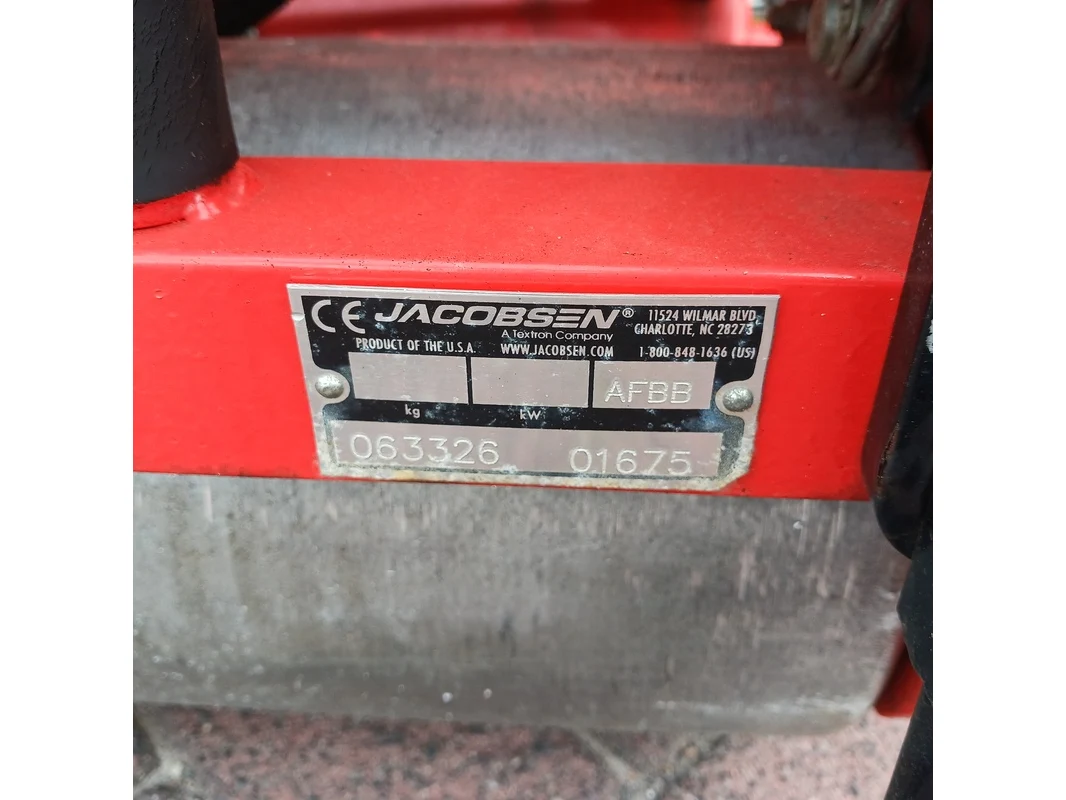 CE JACOBSEN® 11524 WILMAR BLVD
A Textron Company CHARLOTTE, NC 28273
PRODUCT OF THE U.S.A. WWW.JACOBSEN.COM 1-800-848-1636 (US)
AFBB
kg kW
063326 01675